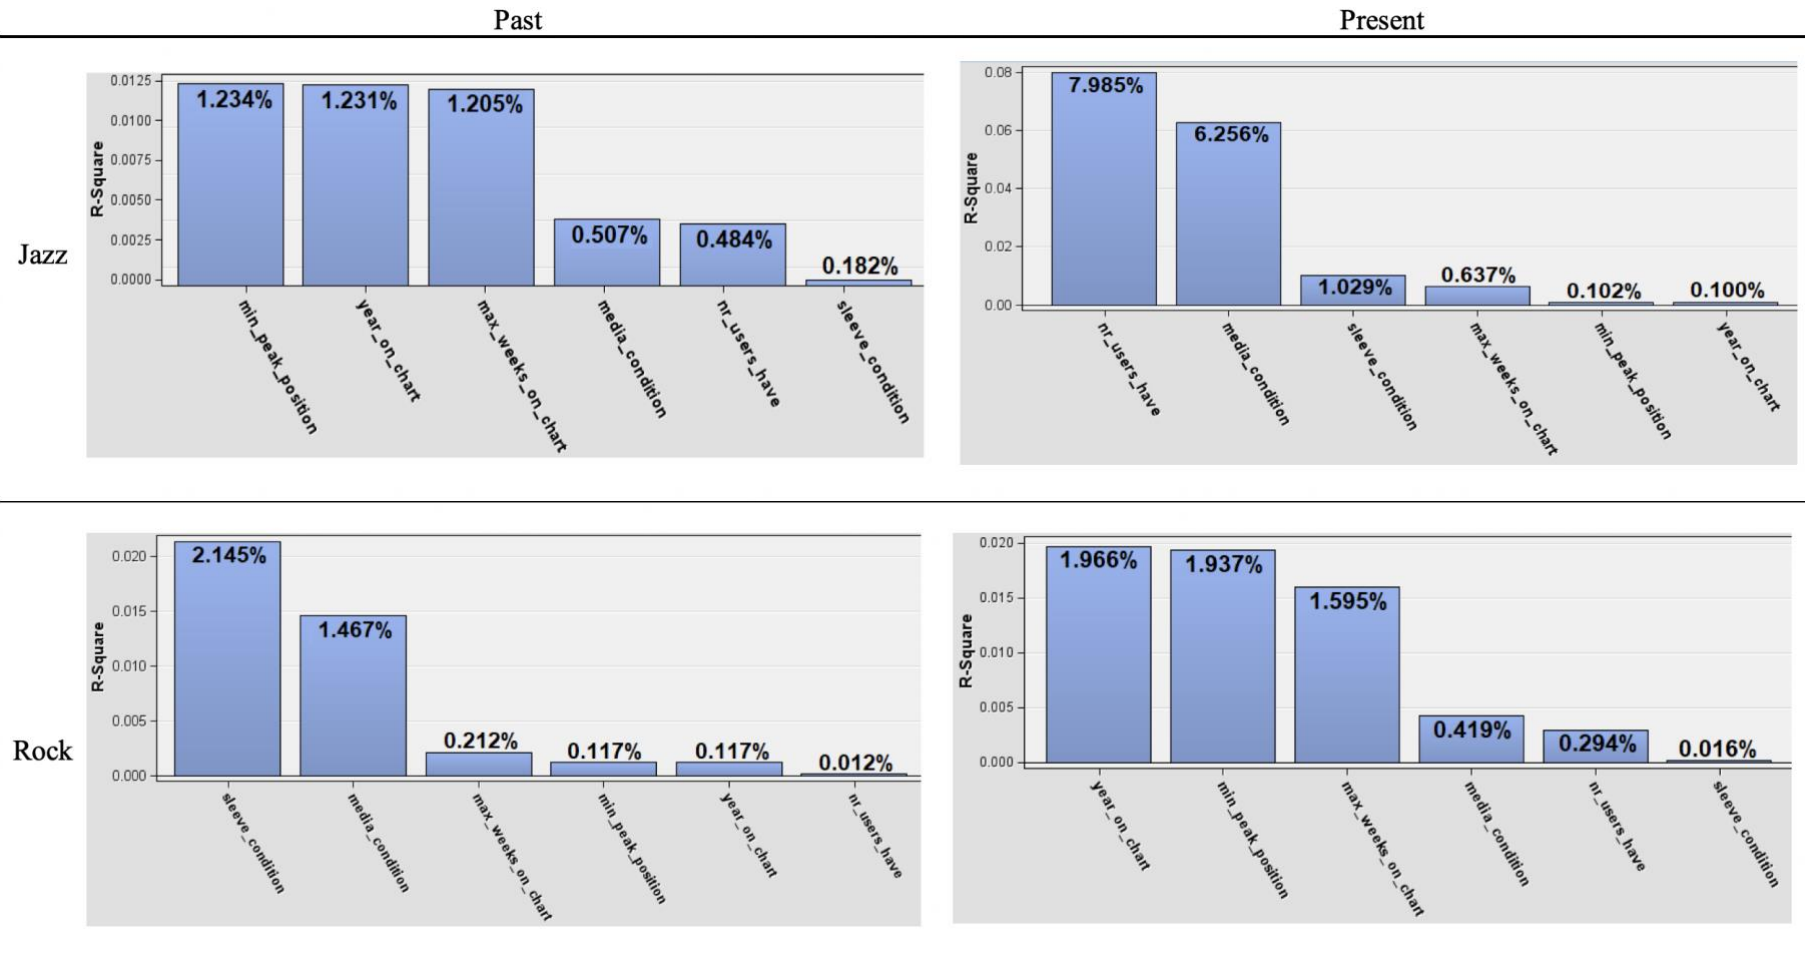 Past Present
Jazz
R-Square
0.0125
0.0100
0.0075
0.0050
0.0025
0.0000
1.234% 1.231% 1.205% 0.507% 0.484% 0.182%
min_peak_position year_on_chart max_weeks_on_chart media_condition nr_users_have sleeve_condition
R-Square
0.08
0.06
0.04
0.02
0.00
7.985% 6.256% 1.029% 0.637% 0.102% 0.100%
nr_users_have media_condition sleeve_condition max_weeks_on_chart min_peak_position year_on_chart
Rock
R-Square
0.020
0.015
0.010
0.005
0.000
2.145% 1.467% 0.212% 0.117% 0.117% 0.012%
sleeve_condition media_condition max_weeks_on_chart min_peak_position year_on_chart nr_users_have
R-Square
0.020
0.015
0.010
0.005
0.000
1.966% 1.937% 1.595% 0.419% 0.294% 0.016%
year_on_chart min_peak_position max_weeks_on_chart media_condition nr_users_have sleeve_condition